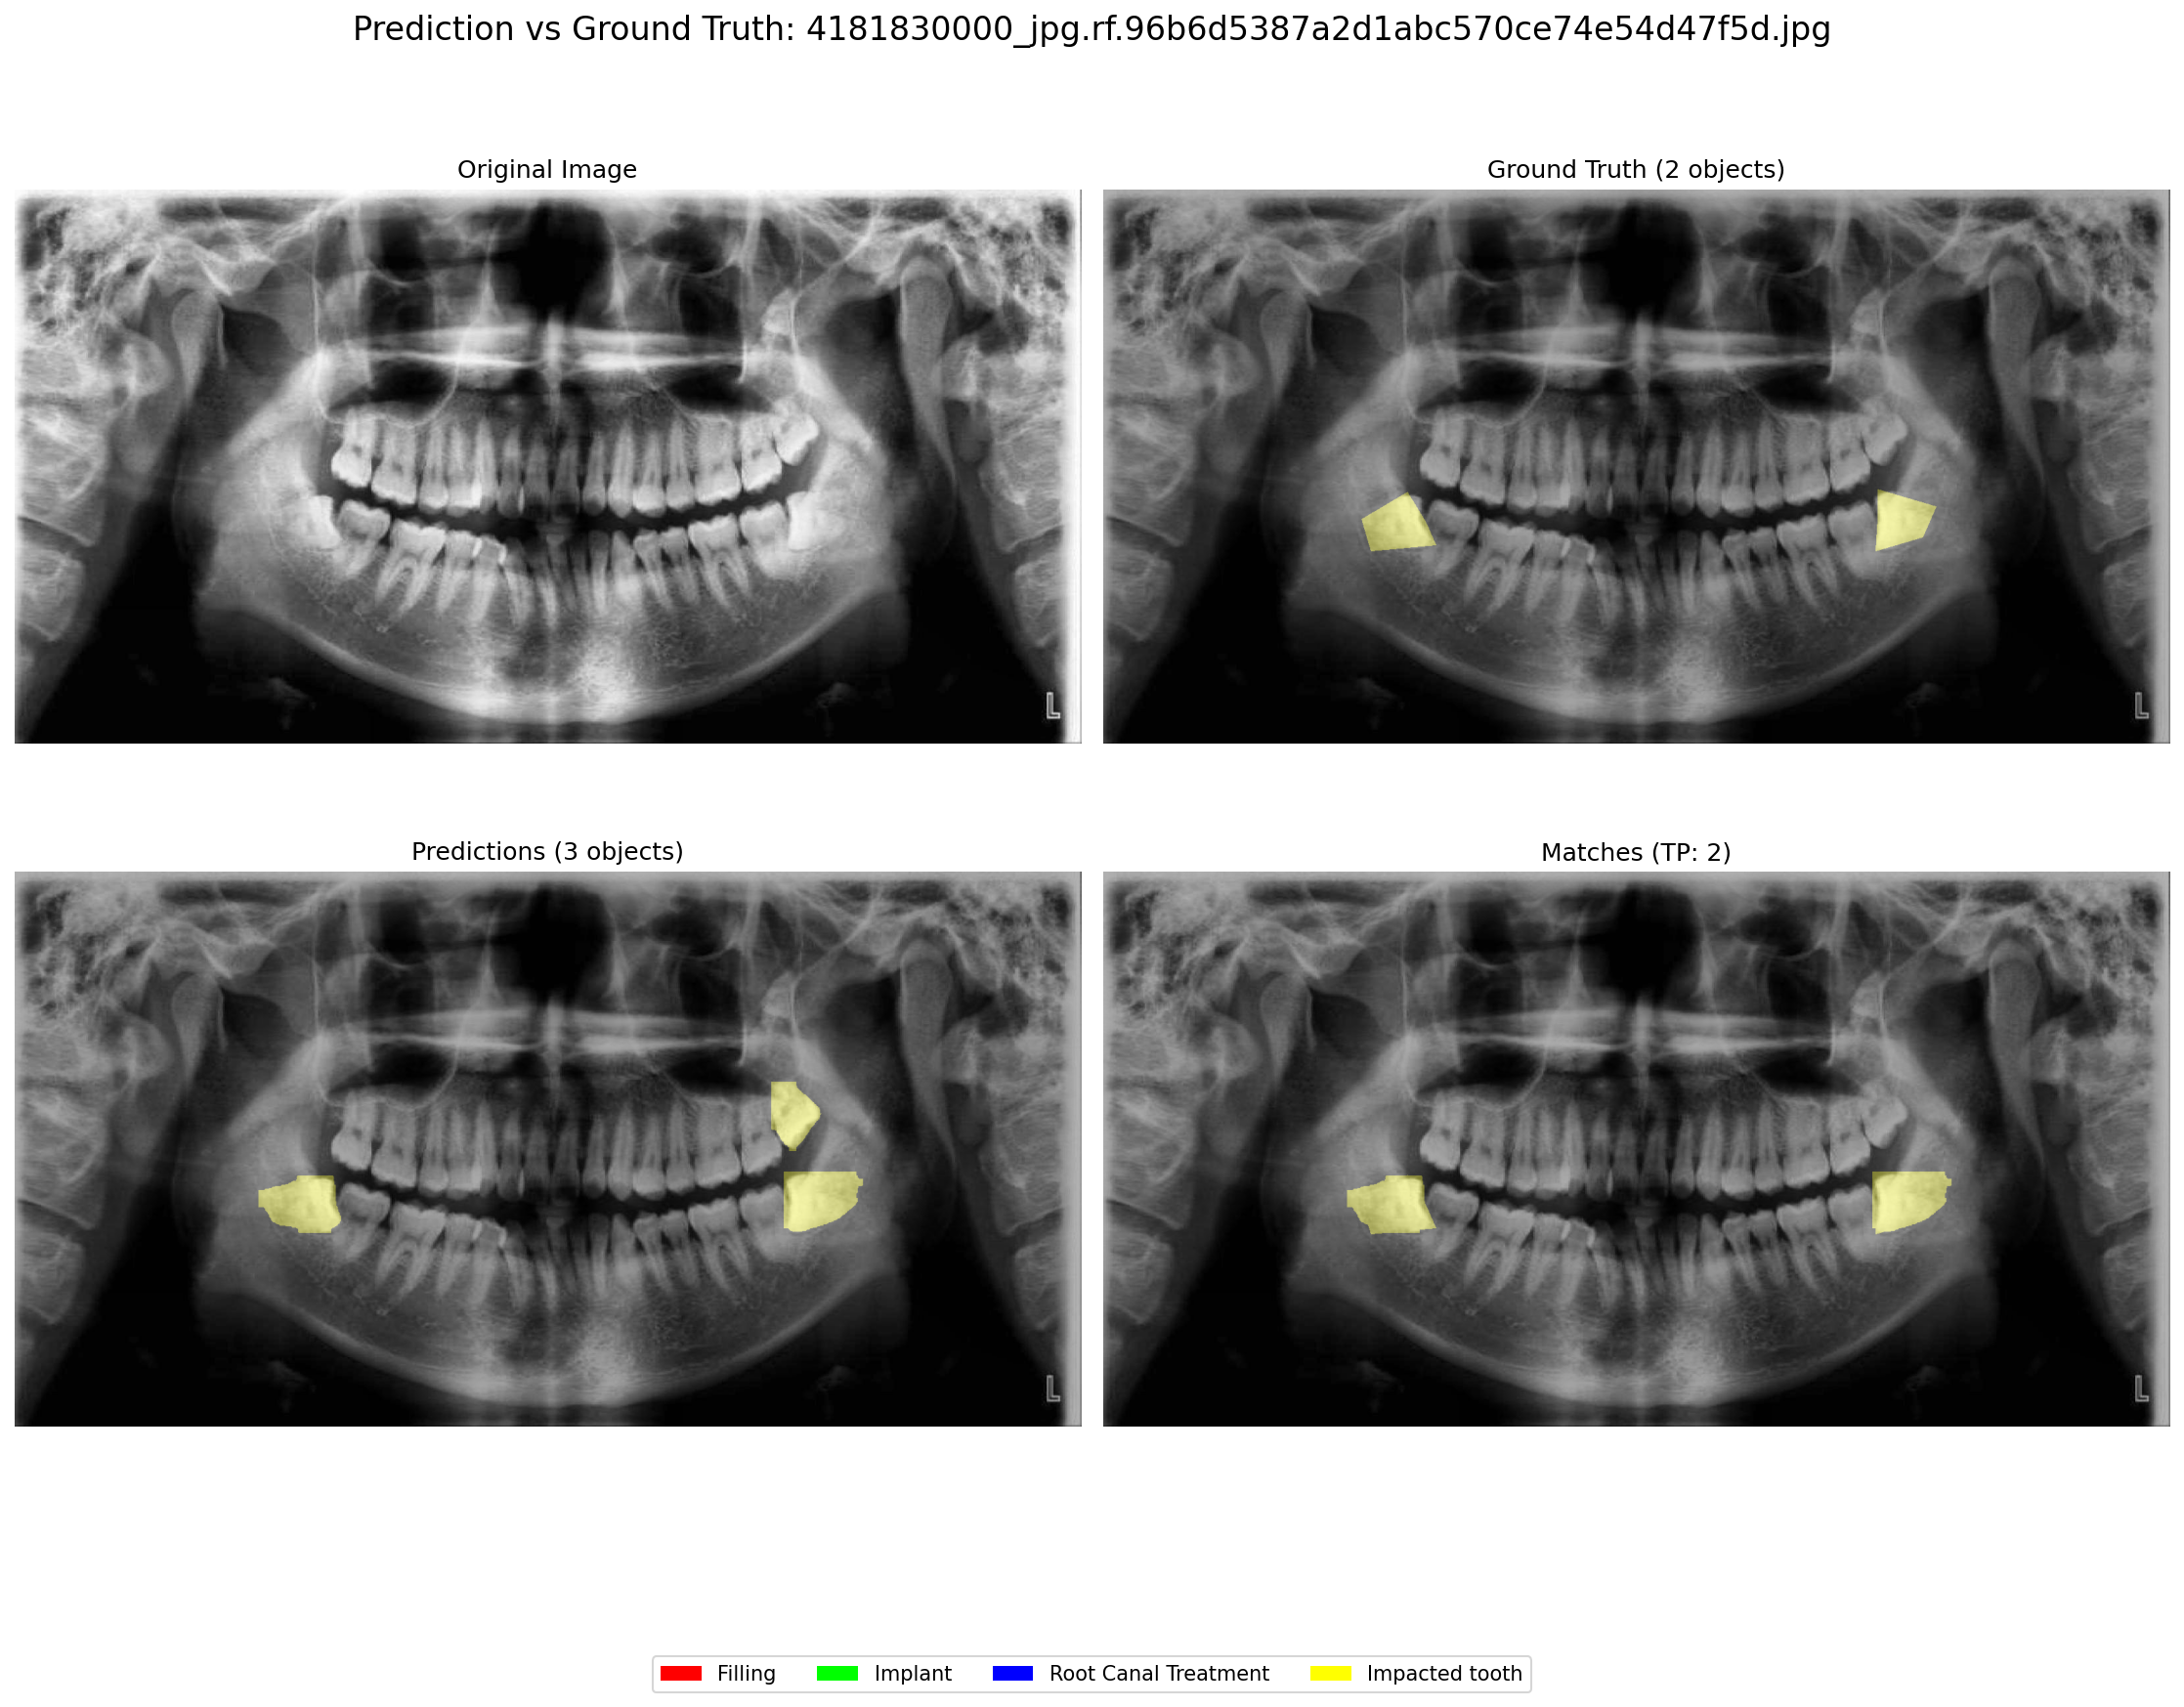 Prediction vs Ground Truth: 4181830000_jpg.rf.96b6d5387a2d1abc570ce74e54d47f5d.jpg
Original Image
Ground Truth (2 objects)
L
L
Predictions (3 objects)
Matches (TP: 2)
L
L
Filling
Implant
Root Canal Treatment
Impacted tooth